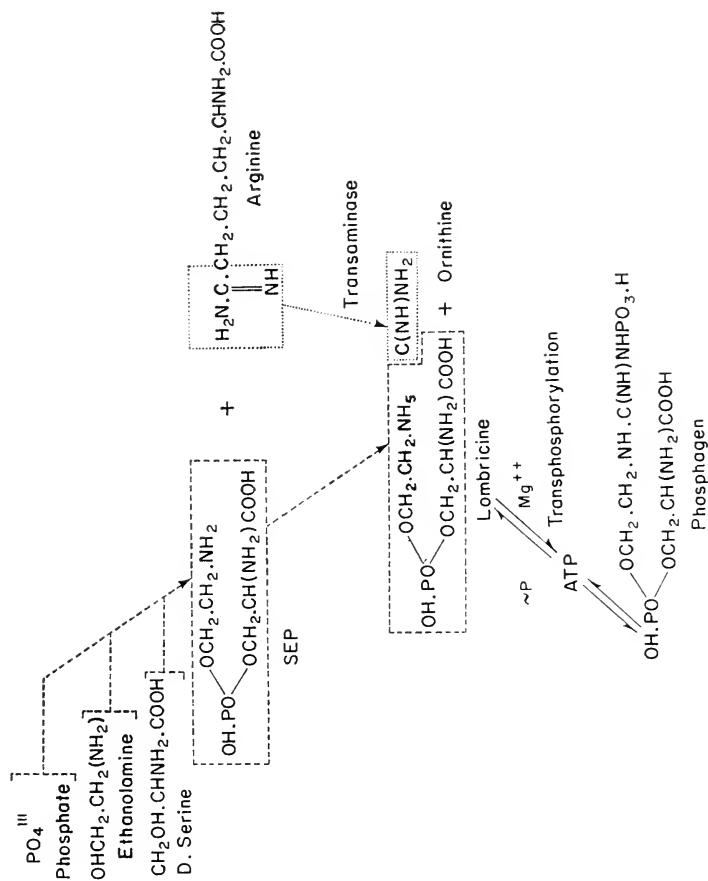 PO4'''
Phosphate
OHCH2.CH2(NH2)
Ethanolamine
CH2OH.CHNH2.COOH
D. Serine
OCH2.CH2.NH2
OH.PO
OCH2.CH(NH2)COOH
SEP
+
H2N.C.CH2.CH2.CH2.CHNH2.COOH
NH
Arginine
Transaminase
OCH2.CH2.NH5
C(NH)NH2
OH.PO
OCH2.CH(NH2)COOH
+ Ornithine
Lombricine
Mg++
~P
ATP
Transphosphorylation
OCH2.CH2.NH.C(NH)NHPO3.H
OH.PO
OCH2.CH(NH2)COOH
Phosphagen